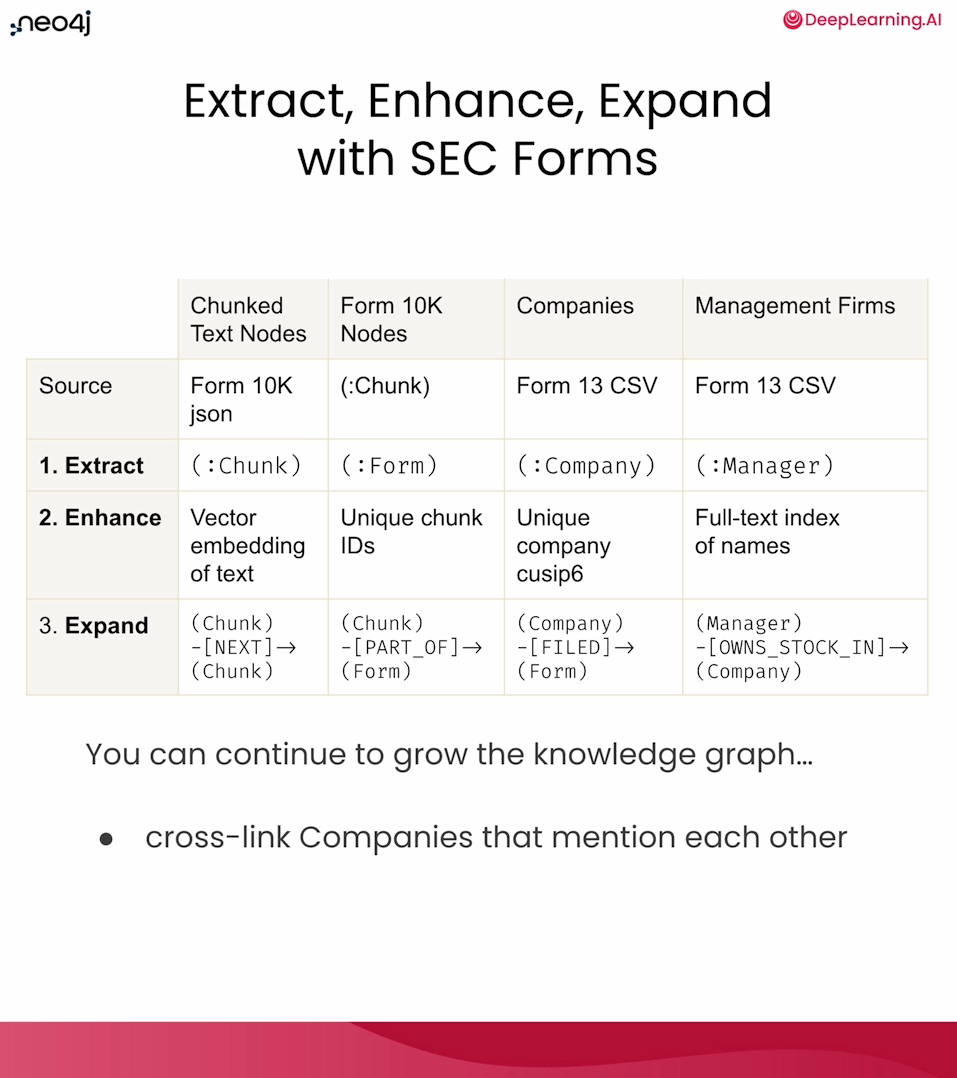 neo4j
DeepLearning.AI
Extract, Enhance, Expand
with SEC Forms
Chunked
Text Nodes
Form 10K
Nodes
Companies
Management Firms
Source
Form 10K
json
(:Chunk)
Form 13 CSV
Form 13 CSV
1. Extract
(:Chunk)
(:Form)
(:Company)
(:Manager)
2. Enhance
Vector
embedding
of text
Unique chunk
IDs
Unique
company
cusip6
Full-text index
of names
3. Expand
(Chunk)
-[NEXT]→
(Chunk)
(Chunk)
-[PART_OF]→
(Form)
(Company)
-[FILED]→
(Form)
(Manager)
-[OWNS_STOCK_IN]→
(Company)
You can continue to grow the knowledge graph...
● cross-link Companies that mention each other